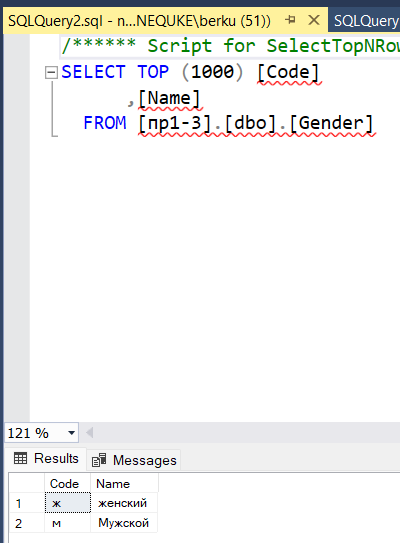 SQLQuery2.sql - n...NEQUKE\berku (51))
SQLQuery
/****** Script for SelectTopNRow
SELECT TOP (1000) [Code]
,[Name]
FROM [пр1-3].[dbo].[Gender]
121 %
Results Messages
Code Name
1 ж женский
2 м Мужской